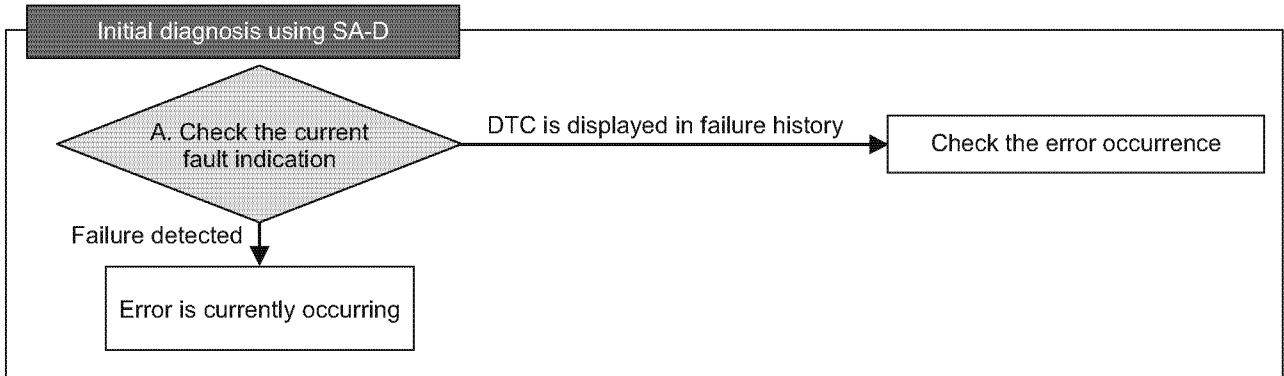 Initial diagnosis using SA-D
A. Check the current
fault indication
DTC is displayed in failure history
Check the error occurrence
Failure detected
Error is currently occurring